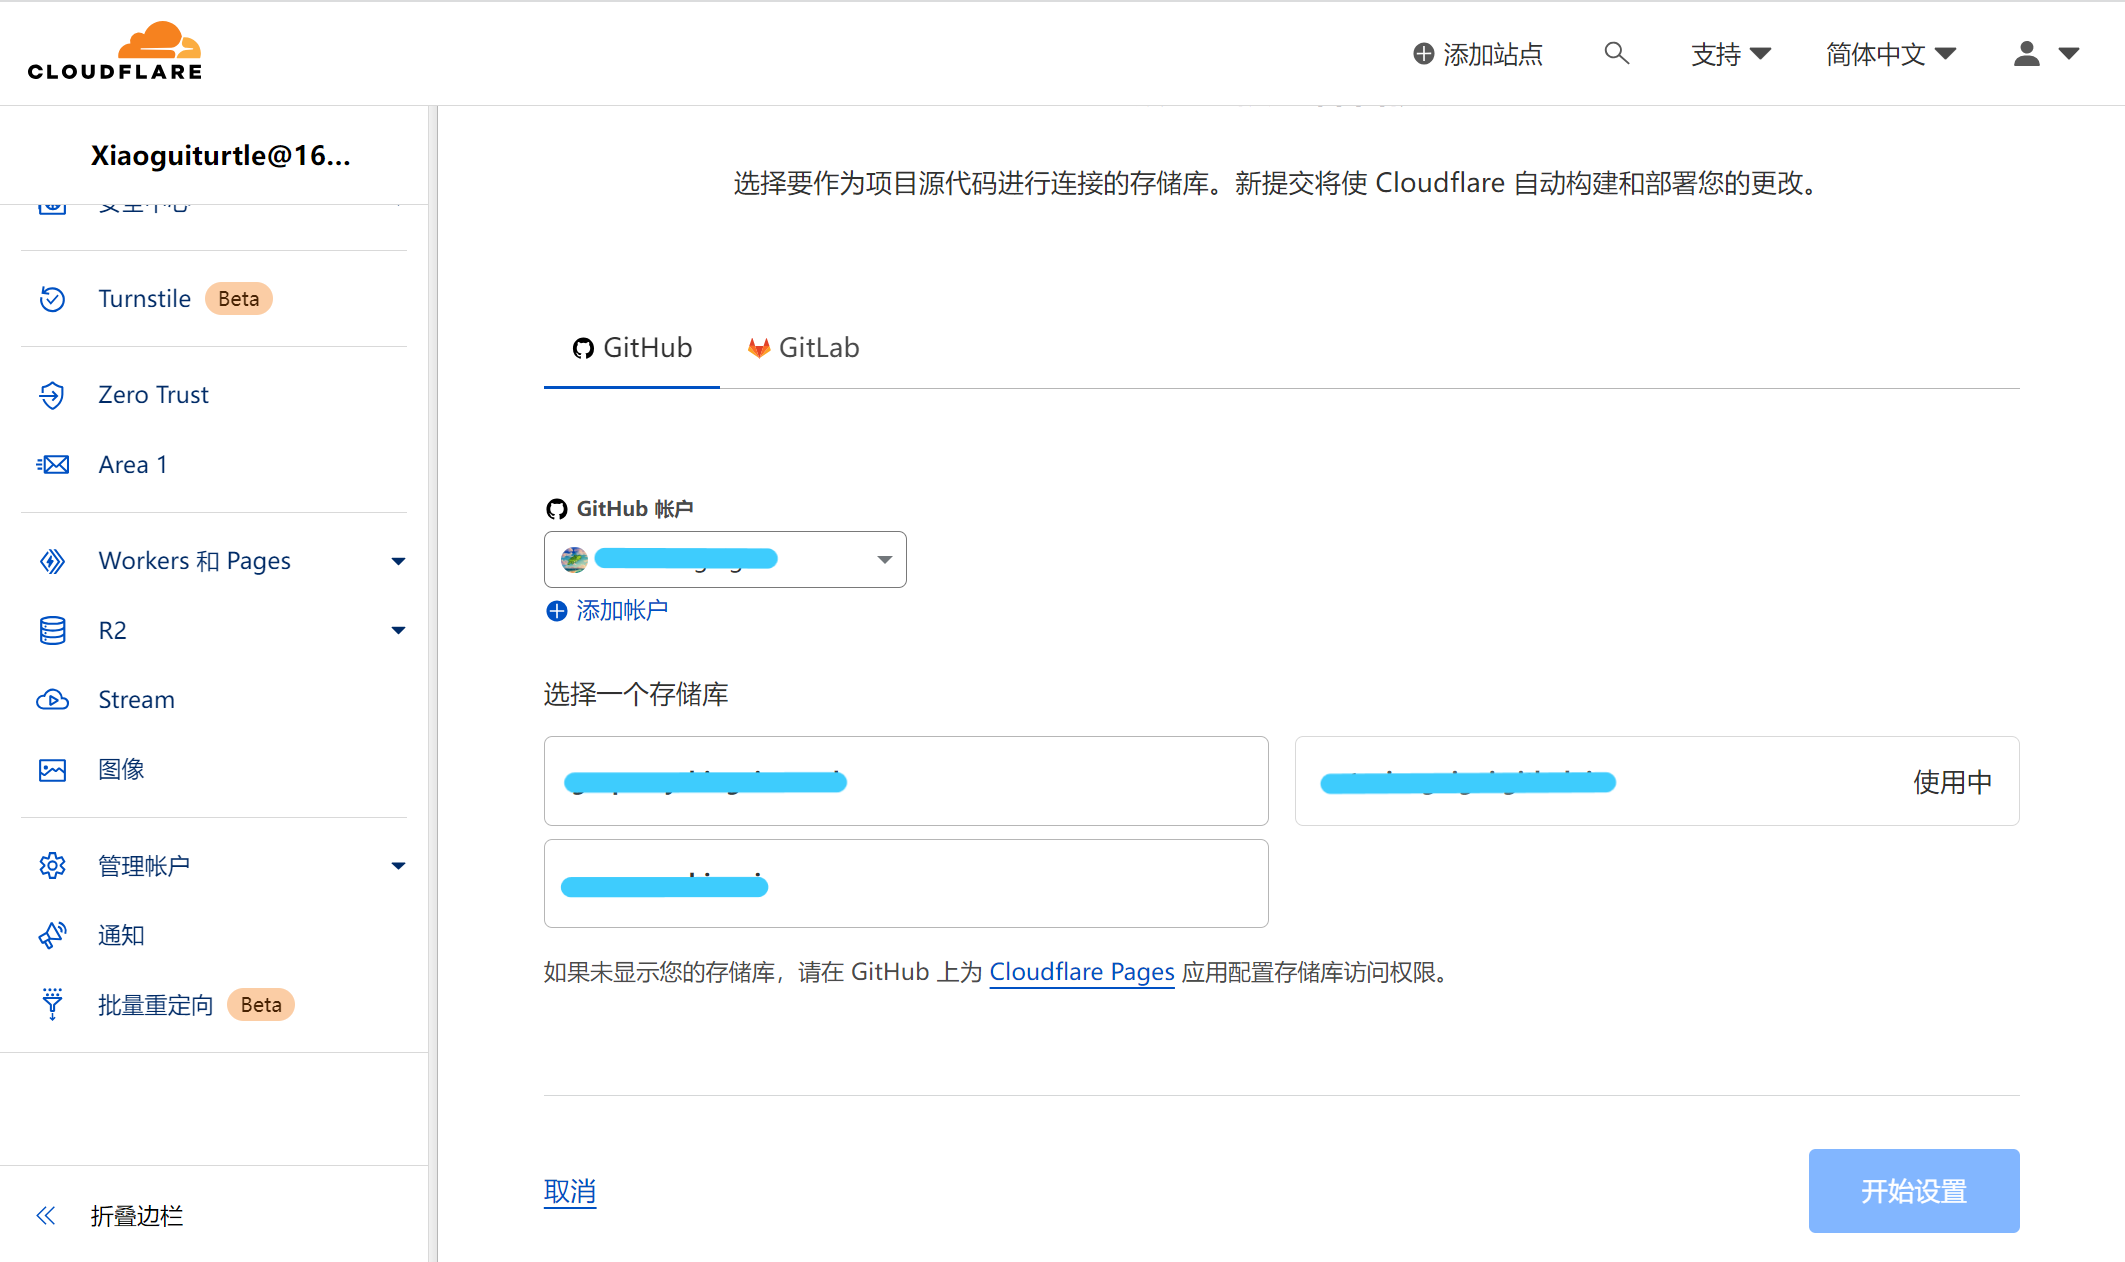 CLOUDFLARE
添加站点
支持
简体中文
Xiaoguiturtle@16...
安全中心
Turnstile Beta
Zero Trust
Area 1
Workers 和 Pages
R2
Stream
图像
管理帐户
通知
批量重定向 Beta
折叠边栏
选择要作为项目源代码进行连接的存储库。新提交将使 Cloudflare 自动构建和部署您的更改。
GitHub
GitLab
GitHub 帐户
添加帐户
选择一个存储库
使用中
如果未显示您的存储库，请在 GitHub 上为 Cloudflare Pages 应用配置存储库访问权限。
取消
开始设置